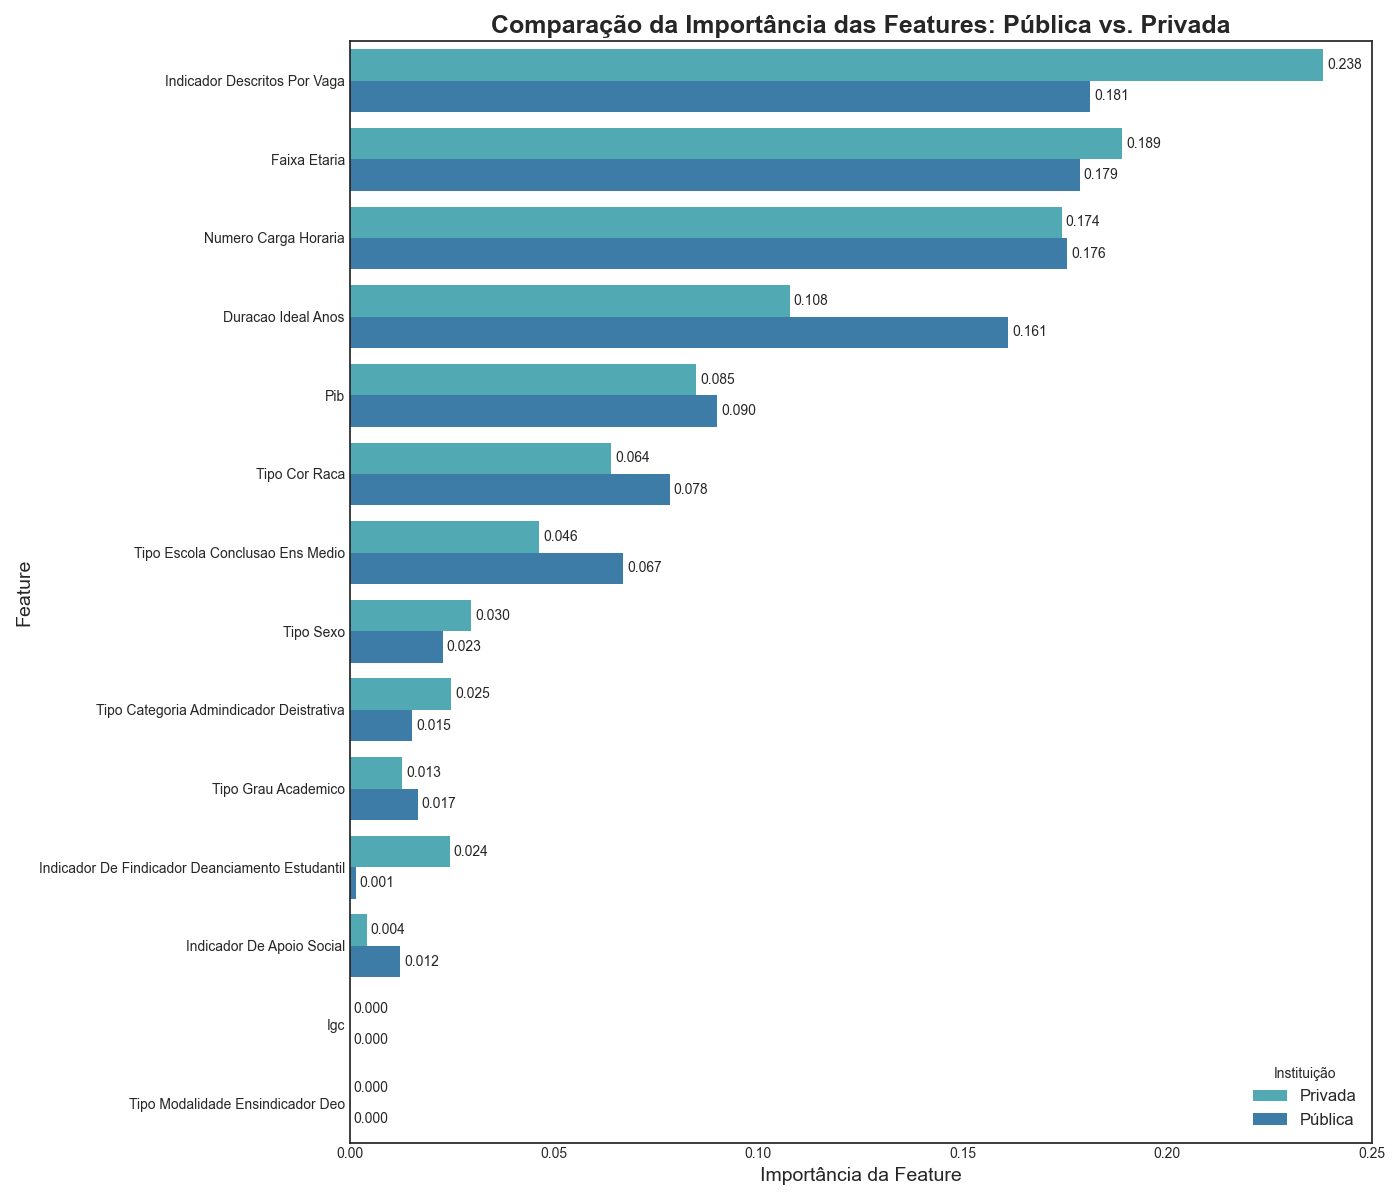 Comparação da Importância das Features: Pública vs. Privada
Indicador Descritos Por Vaga
0.238
0.181
Faixa Etaria
0.189
0.179
Numero Carga Horaria
0.174
0.176
Duracao Ideal Anos
0.108
0.161
Pib
0.085
0.090
Tipo Cor Raca
0.064
0.078
Tipo Escola Conclusao Ens Medio
0.046
0.067
Tipo Sexo
0.030
0.023
Tipo Categoria Admindicador Deistrativa
0.025
0.015
Tipo Grau Academico
0.013
0.017
Indicador De Findicador Deanciamento Estudantil
0.024
0.001
Indicador De Apoio Social
0.004
0.012
Igc
0.000
0.000
Tipo Modalidade Ensindicador Deo
0.000
0.000
Feature
Instituição
Privada
Pública
0.00 0.05 0.10 0.15 0.20 0.25
Importância da Feature